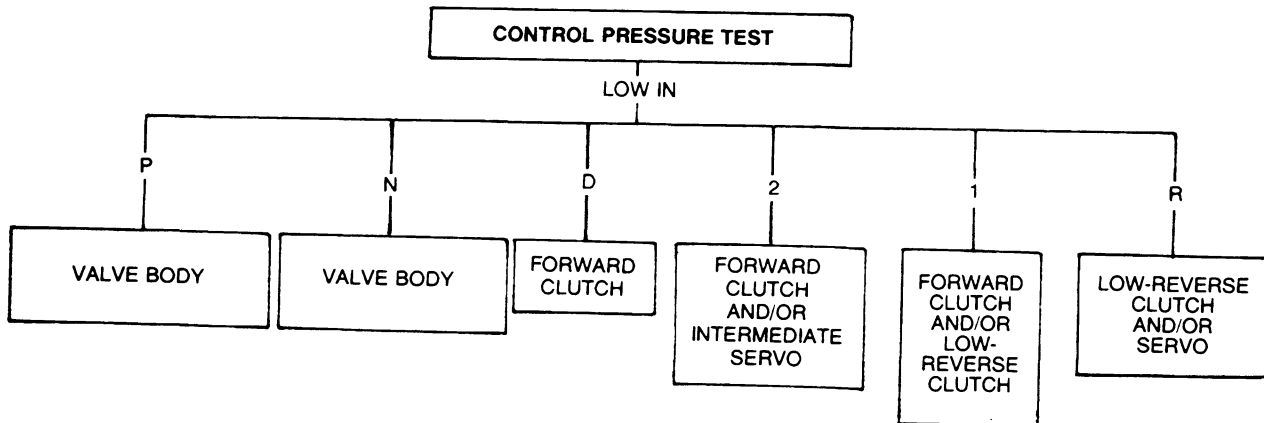 CONTROL PRESSURE TEST
LOW IN
P
N
D
2
1
R
VALVE BODY
VALVE BODY
FORWARD
CLUTCH
FORWARD
CLUTCH
AND/OR
INTERMEDIATE
SERVO
FORWARD
CLUTCH
AND/OR
LOW-
REVERSE
CLUTCH
LOW-REVERSE
CLUTCH
AND/OR
SERVO